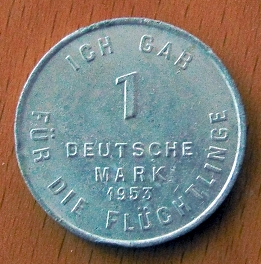 ICH GAB
1
DEUTSCHE
MARK
1953
FÜR DIE FLÜCHTLINGE